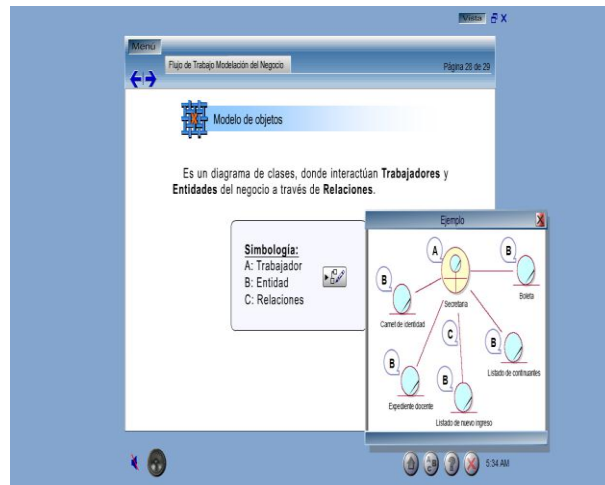 Vista
Menu
Flujo de Trabajo Modelación del Negocio
Página 28 de 29
Modelo de objetos
Es un diagrama de clases, donde interactúan Trabajadores y
Entidades del negocio a través de Relaciones.
Simbología:
A: Trabajador
B: Entidad
C: Relaciones
Ejemplo
A
B
B
Secretaria
Boleta
Carnet de identidad
C
B
Listado de continuantes
B
B
Expediente docente
Listado de nuevo ingreso
5:34 AM